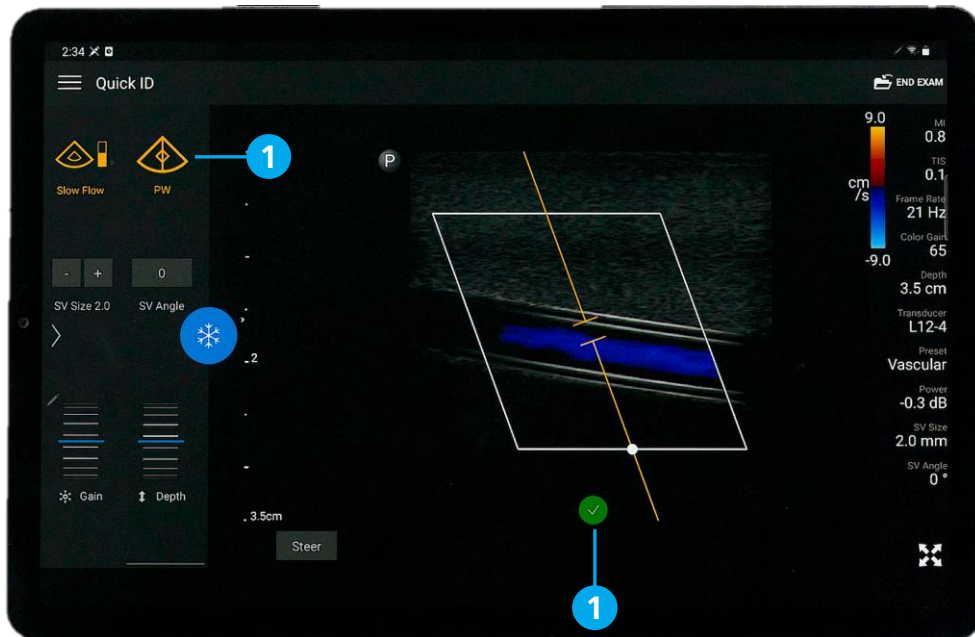 2:34
Quick ID
END EXAM
Slow Flow
PW
1
- +
0
SV Size 2.0
SV Angle
Gain
Depth
P
2
3.5cm
Steer
1
9.0
cm
/s
-9.0
MI
0.8
TIS
0.1
Frame Rate
21 Hz
Color Gain
65
Depth
3.5 cm
Transducer
L12-4
Preset
Vascular
Power
-0.3 dB
SV Size
2.0 mm
SV Angle
0 °